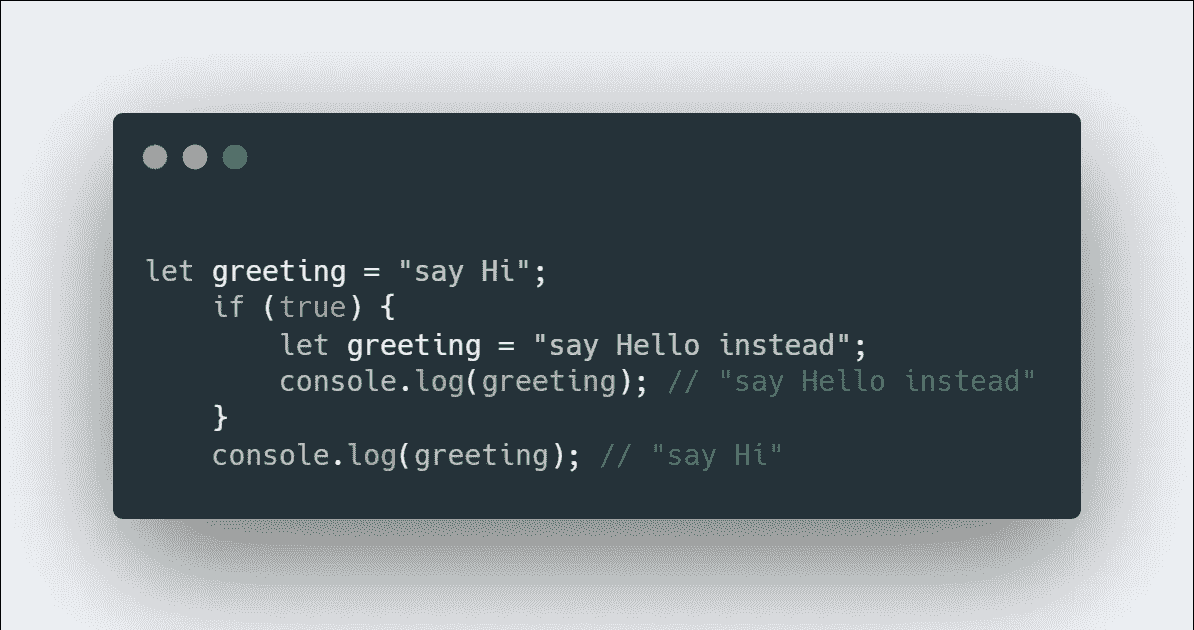 let greeting = "say Hi";
if (true) {
let greeting = "say Hello instead";
console.log(greeting); // "say Hello instead"
}
console.log(greeting); // "say Hi"